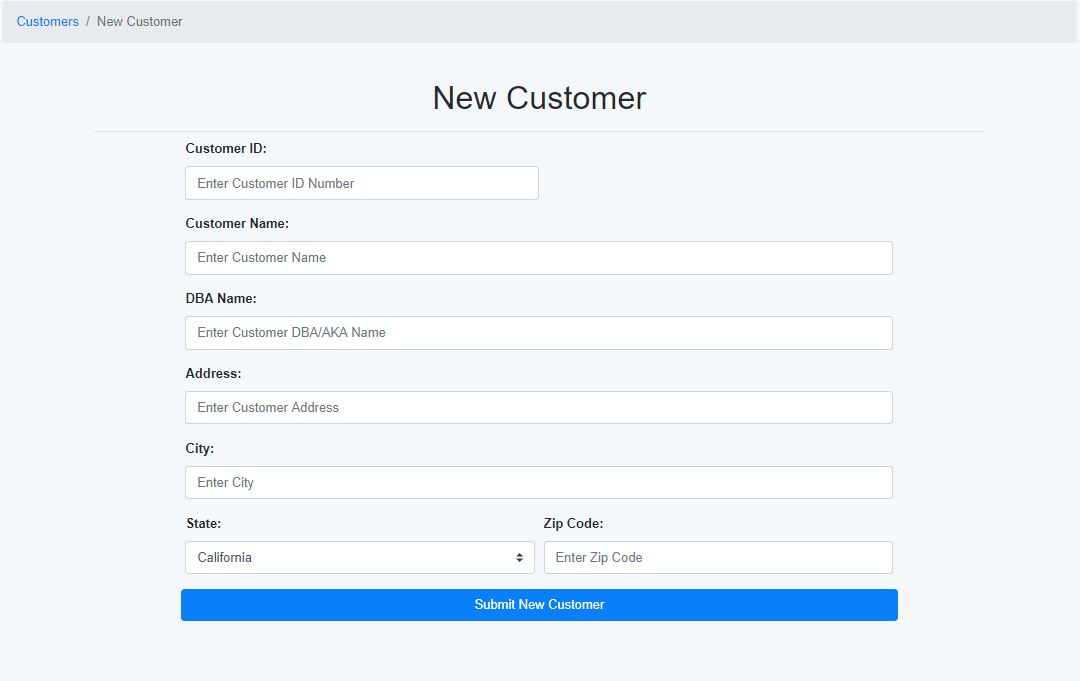 Customers / New Customer
New Customer
Customer ID:
Enter Customer ID Number
Customer Name:
Enter Customer Name
DBA Name:
Enter Customer DBA/AKA Name
Address:
Enter Customer Address
City:
Enter City
State: Zip Code:
California Enter Zip Code
Submit New Customer